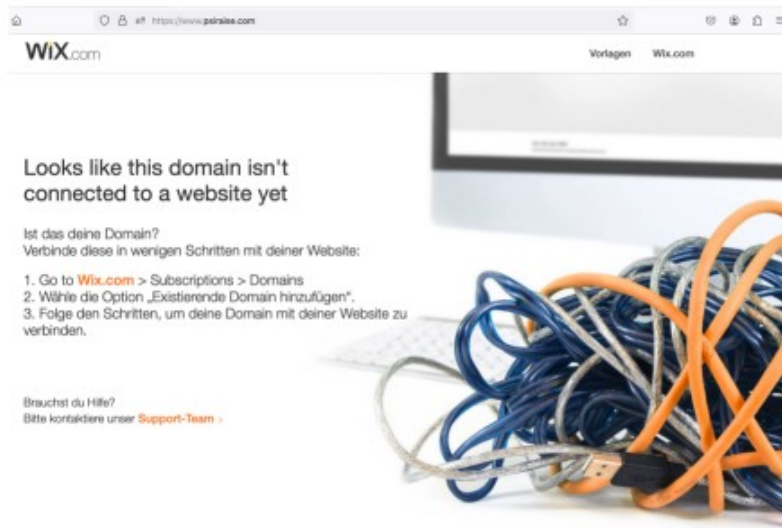 https://www.psiraise.com
WiX.com
Vorlagen Wix.com
Looks like this domain isn't
connected to a website yet
Ist das deine Domain?
Verbinde diese in wenigen Schritten mit deiner Website:
1. Go to Wix.com > Subscriptions > Domains
2. Wähle die Option „Existierende Domain hinzufügen".
3. Folge den Schritten, um deine Domain mit deiner Website zu
verbinden.
Brauchst du Hilfe?
Bitte kontaktiere unser Support-Team ›